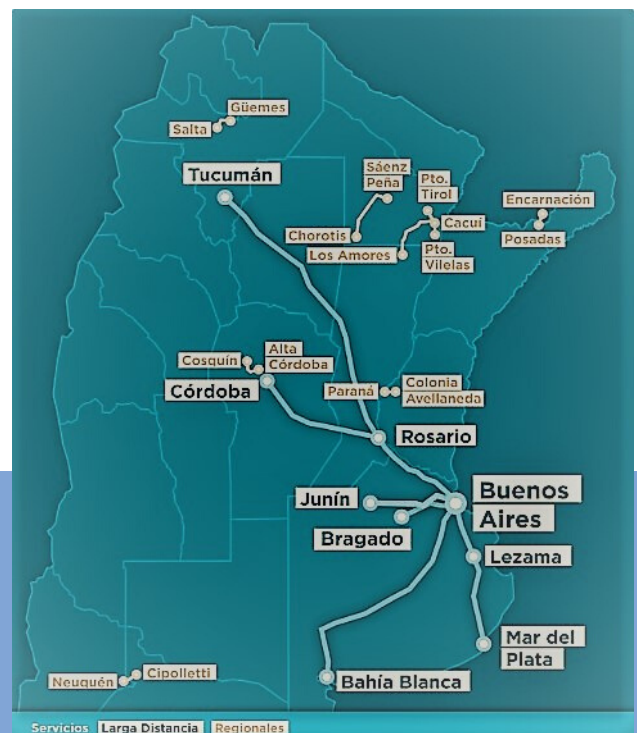 Güemes
Salta
Tucumán
Sáenz
Peña
Pto.
Tirol
Encarnación
Cacuí
Chorotis
Los Amores
Pto.
Vilelas
Posadas
Cosquín
Alta
Córdoba
Córdoba
Paraná
Colonia
Avellaneda
Rosario
Junín
Buenos
Aires
Bragado
Lezama
Mar del
Plata
Neuquén
Cipolletti
Bahía Blanca
Servicios Larga Distancia Regionales